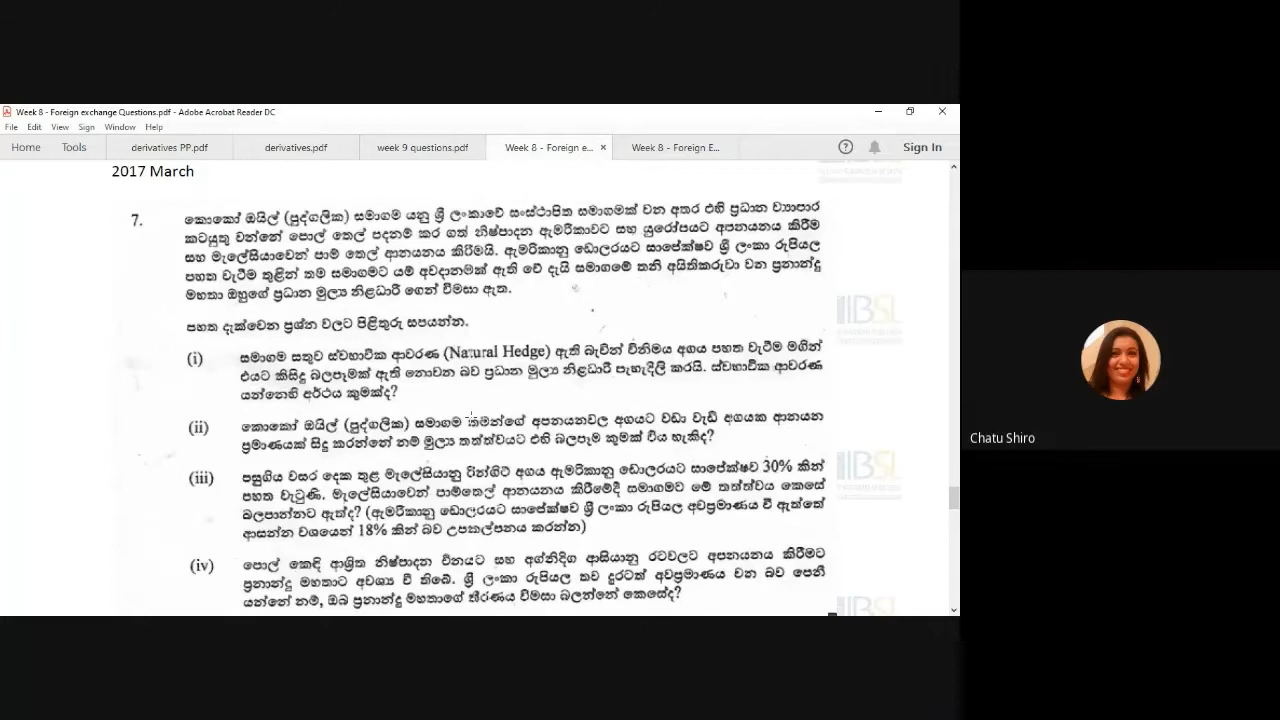 Week 8 - Foreign exchange Questions.pdf - Adobe Acrobat Reader DC
File Edit View Sign Window Help
Home Tools derivatives PP.pdf derivatives.pdf week 9 questions.pdf Week 8 - Foreign e... × Week 8 - Foreign E... Sign In
2017 March
7. කොකෝ ඔයිල් (පුද්ගලික) සමාගම යනු ශ්‍රී ලංකාවේ සංස්ථාපිත සමාගමක් වන අතර එහි ප්‍රධාන ව්‍යාපාර
කටයුතු වන්නේ පොල් තෙල් පදනම් කර ගත් නිෂ්පාදන ඇමරිකාවට සහ යුරෝපයට අපනයනය කිරීම
සහ මැලේසියාවෙන් පාම් තෙල් ආනයනය කිරීමයි. ඇමරිකානු ඩොලරයට සාපේක්ෂව ශ්‍රී ලංකා රුපියල
පහත වැටීම තුළින් තම සමාගමට යම් අවදානමක් ඇති වේ දැයි සමාගමේ තනි අයිතිකරුවා වන ප්‍රනාන්දු
මහතා ඔහුගේ ප්‍රධාන මුල්‍ය නිළධාරී ගෙන් විමසා ඇත.
පහත දැක්වෙන ප්‍රශ්න වලට පිළිතුරු සපයන්න.
(i) සමාගම සතුව ස්වභාවික ආවරණ (Natural Hedge) ඇති බැවින් විනිමය අගය පහත වැටීම මගින්
එයට කිසිදු බලපෑමක් ඇති නොවන බව ප්‍රධාන මුල්‍ය නිළධාරී පැහැදිලි කරයි. ස්වභාවික ආවරණ
යන්නෙහි අර්ථය කුමක්ද?
(ii) කොකෝ ඔයිල් (පුද්ගලික) සමාගම තමන්ගේ අපනයනවල අගයට වඩා වැඩි අගයක ආනයන
ප්‍රමාණයක් සිදු කරන්නේ නම් මුල්‍ය තත්ත්වයට එහි බලපෑම කුමක් විය හැකිද?
(iii) පසුගිය වසර දෙක තුළ මැලේසියානු රින්ගිට් අගය ඇමරිකානු ඩොලරයට සාපේක්ෂව 30% කින්
පහත වැටුණි. මැලේසියාවෙන් පාම්තෙල් ආනයනය කිරීමේදී සමාගමට මේ තත්ත්වය කෙසේ
බලපාන්නට ඇත්ද? (ඇමරිකානු ඩොලරයට සාපේක්ෂව ශ්‍රී ලංකා රුපියල අවප්‍රමාණය වී ඇත්තේ
ආසන්න වශයෙන් 18% කින් බව උපකල්පනය කරන්න)
(iv) පොල් කෙඳි ආශ්‍රිත නිෂ්පාදන චීනයට සහ අග්නිදිග ආසියානු රටවලට අපනයනය කිරීමට
ප්‍රනාන්දු මහතාට අවශ්‍ය වී තිබේ. ශ්‍රී ලංකා රුපියල තව දුරටත් අවප්‍රමාණය වන බව පෙනී
යන්නේ නම්, ඔබ ප්‍රනාන්දු මහතාගේ තීරණය විමසා බලන්නේ කෙසේද?
IBSL
IBSL
IBSL
Chatu Shiro